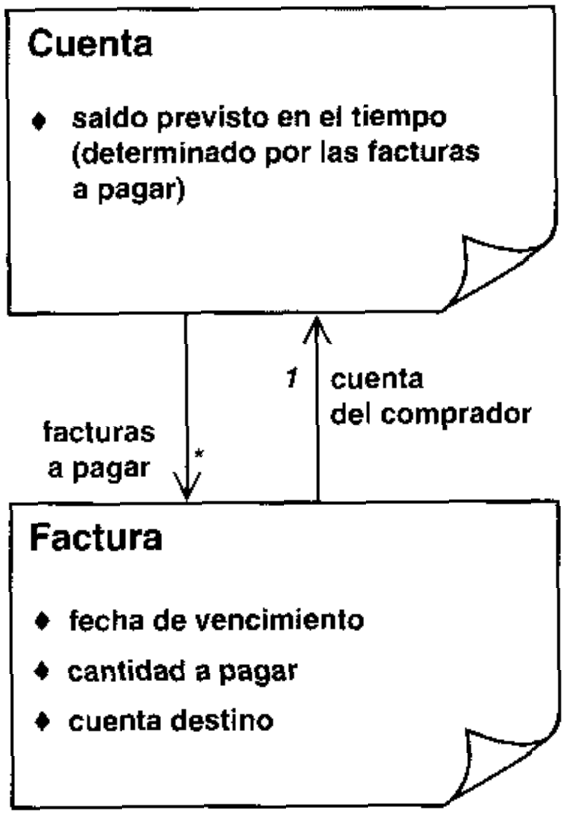 Cuenta
♦ saldo previsto en el tiempo
(determinado por las facturas
a pagar)
1 cuenta
del comprador
facturas
a pagar *
Factura
♦ fecha de vencimiento
♦ cantidad a pagar
♦ cuenta destino